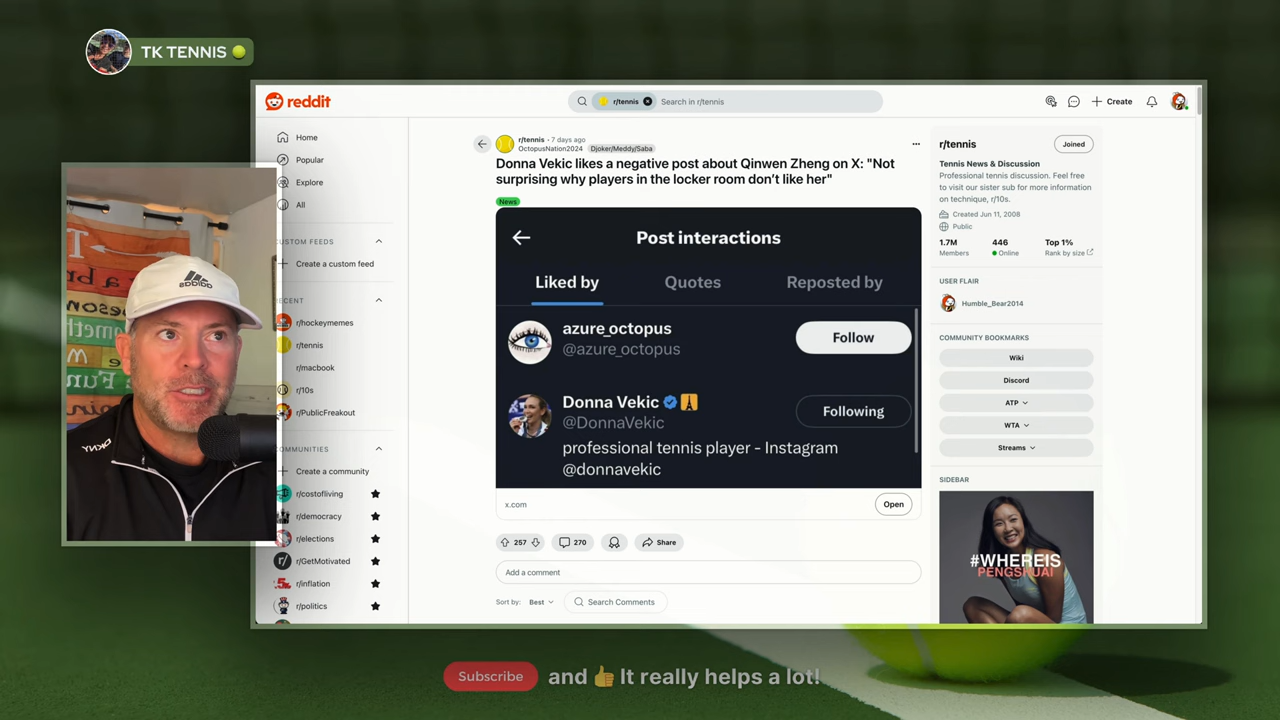 TK TENNIS
reddit
r/tennis
Search in r/tennis
Create
Home
Popular
Explore
All
CUSTOM FEEDS
Create a custom feed
RECENT
r/hockeymemes
r/tennis
r/macbook
r/10s
r/PublicFreakout
COMMUNITIES
Create a community
r/costofliving
r/democracy
r/elections
r/GetMotivated
r/inflation
r/politics
r/tennis • 7 days ago
OctopusNation2024 Djoker/Meddy/Saba
Donna Vekic likes a negative post about Qinwen Zheng on X: "Not
surprising why players in the locker room don’t like her"
News
Post interactions
Liked by Quotes Reposted by
azure_octopus
@azure_octopus
Follow
Donna Vekic
@DonnaVekic
Following
professional tennis player - Instagram
@donnavekic
x.com
Open
257 270 Share
Add a comment
Sort by: Best Search Comments
r/tennis
Joined
Tennis News & Discussion
Professional tennis discussion. Feel free
to visit our sister sub for more information
on technique, r/10s.
Created Jun 11, 2008
Public
1.7M 446 Top 1%
Members Online Rank by size
USER FLAIR
Humble_Bear2014
COMMUNITY BOOKMARKS
Wiki
Discord
ATP
WTA
Streams
SIDEBAR
#WHEREIS
PENGSHUAI
adidas
DKNY
Subscribe and 👍 It really helps a lot!